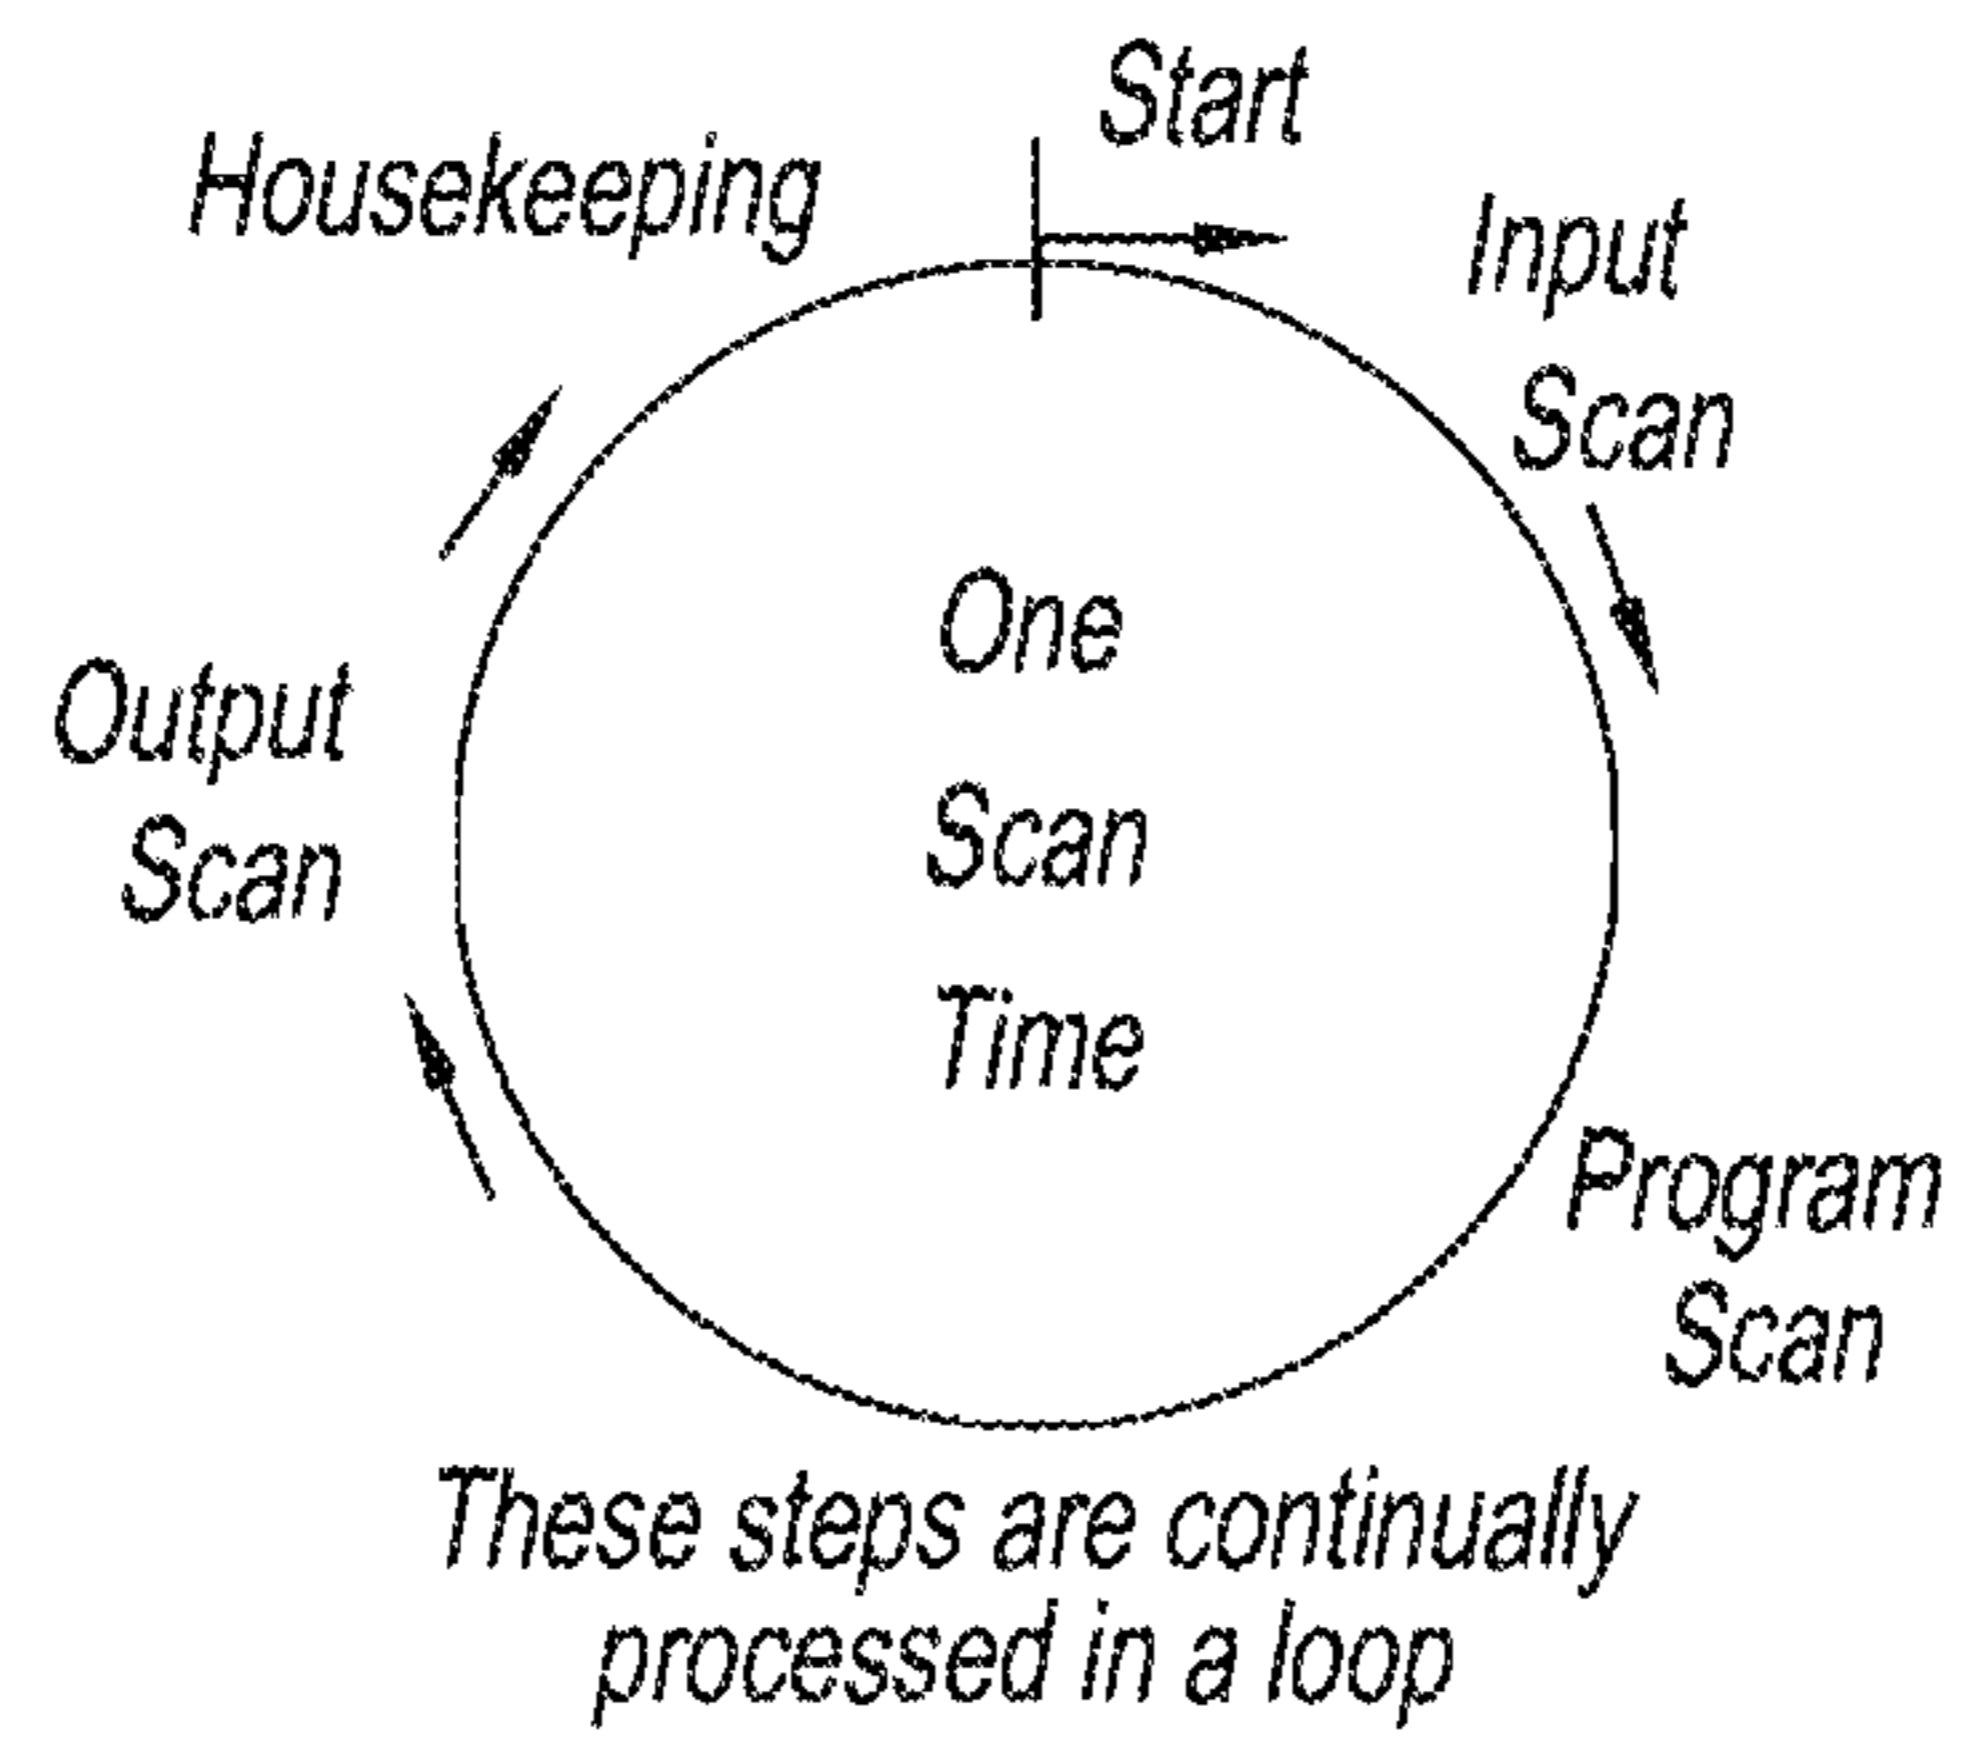 Start
Housekeeping
Input
Scan
One
Scan
Time
Output
Scan
Program
Scan
These steps are continually
processed in a loop